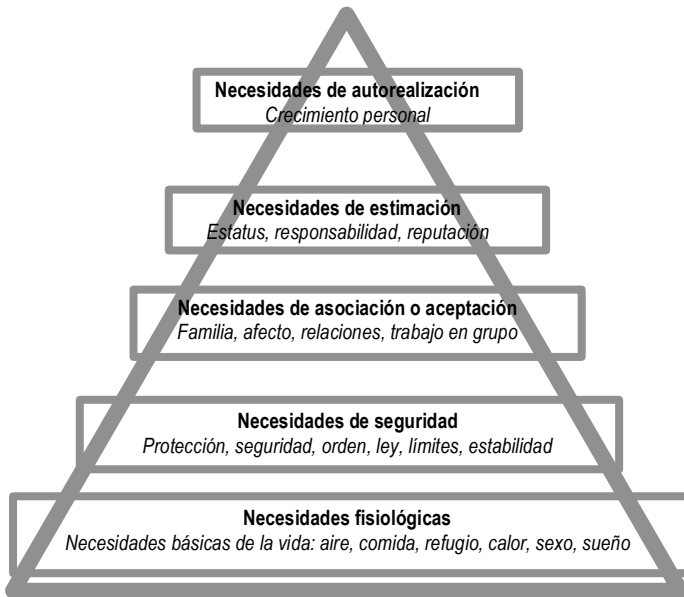 Necesidades de autorealización
Crecimiento personal
Necesidades de estimación
Estatus, responsabilidad, reputación
Necesidades de asociación o aceptación
Familia, afecto, relaciones, trabajo en grupo
Necesidades de seguridad
Protección, seguridad, orden, ley, límites, estabilidad
Necesidades fisiológicas
Necesidades básicas de la vida: aire, comida, refugio, calor, sexo, sueño